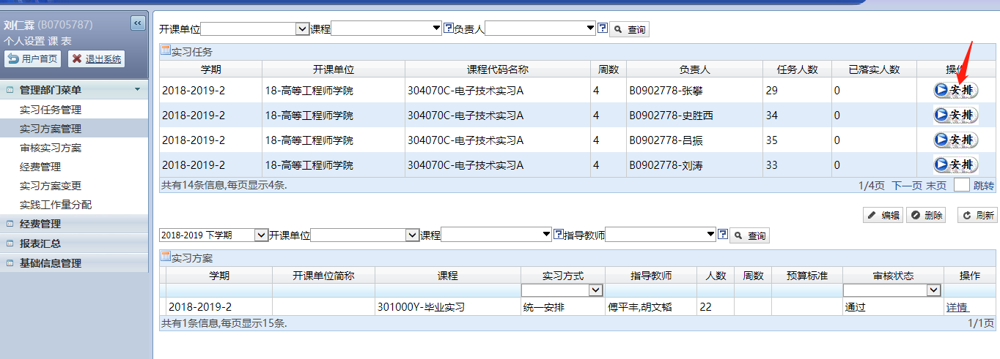 刘仁霖 (B0705787)
个人设置 课 表
用户首页 退出系统
管理部门菜单
实习任务管理
实习方案管理
审核实习方案
经费管理
实习方案变更
实践工作量分配
经费管理
报表汇总
基础信息管理
开课单位 课程 负责人 查询
实习任务
学期 开课单位 课程代码名称 周数 负责人 任务人数 已落实人数 操作
2018-2019-2 18-高等工程师学院 304070C-电子技术实习A 4 B0902778-张攀 29 0 安排
2018-2019-2 18-高等工程师学院 304070C-电子技术实习A 4 B0902778-史胜西 34 0 安排
2018-2019-2 18-高等工程师学院 304070C-电子技术实习A 4 B0902778-吕振 35 0 安排
2018-2019-2 18-高等工程师学院 304070C-电子技术实习A 4 B0902778-刘涛 33 0 安排
共有14条信息,每页显示4条. 1/4页 下一页 末页 跳转
编辑 删除 刷新
2018-2019 下学期 开课单位 课程 指导教师 查询
实习方案
学期 开课单位简称 课程 实习方式 指导教师 人数 周数 预算标准 审核状态 操作
2018-2019-2 301000Y-毕业实习 统一安排 傅平丰,胡文韬 22 通过 详情
共有1条信息,每页显示15条. 1/1页